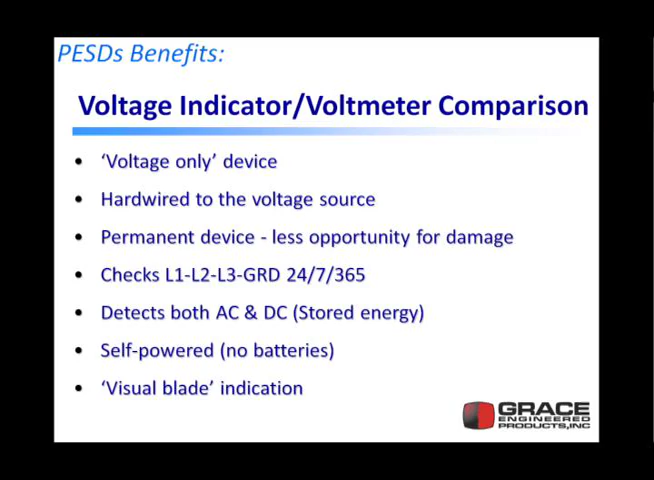 PESDs Benefits:
Voltage Indicator/Voltmeter Comparison
• ‘Voltage only’ device
• Hardwired to the voltage source
• Permanent device - less opportunity for damage
• Checks L1-L2-L3-GRD 24/7/365
• Detects both AC & DC (Stored energy)
• Self-powered (no batteries)
• ‘Visual blade’ indication
GRACE
ENGINEERED
PRODUCTS,INC